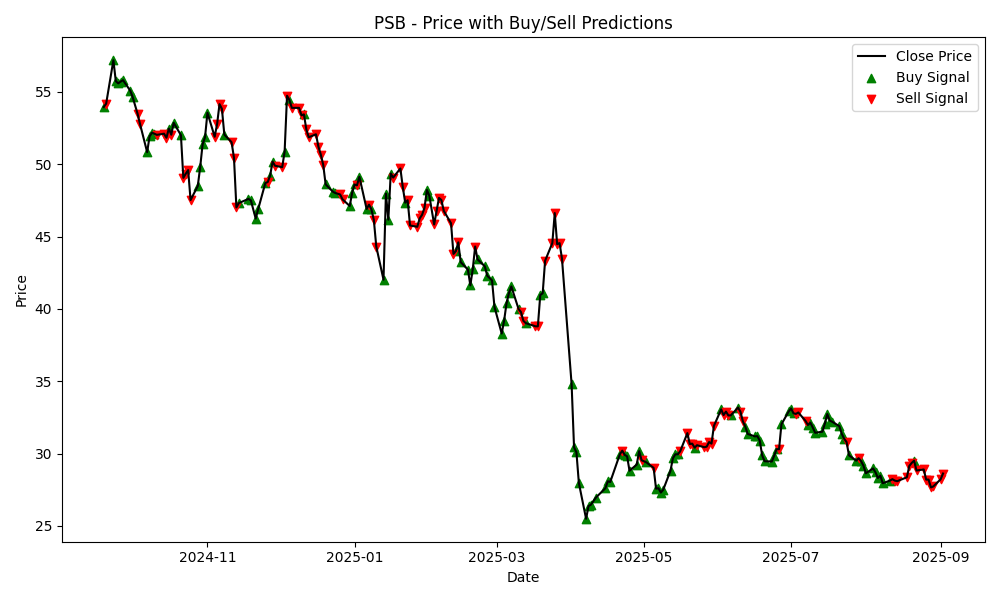 PSB - Price with Buy/Sell Predictions
Close Price
Buy Signal
Sell Signal
Price
55
50
45
40
35
30
25
2024-11
2025-01
2025-03
2025-05
2025-07
2025-09
Date